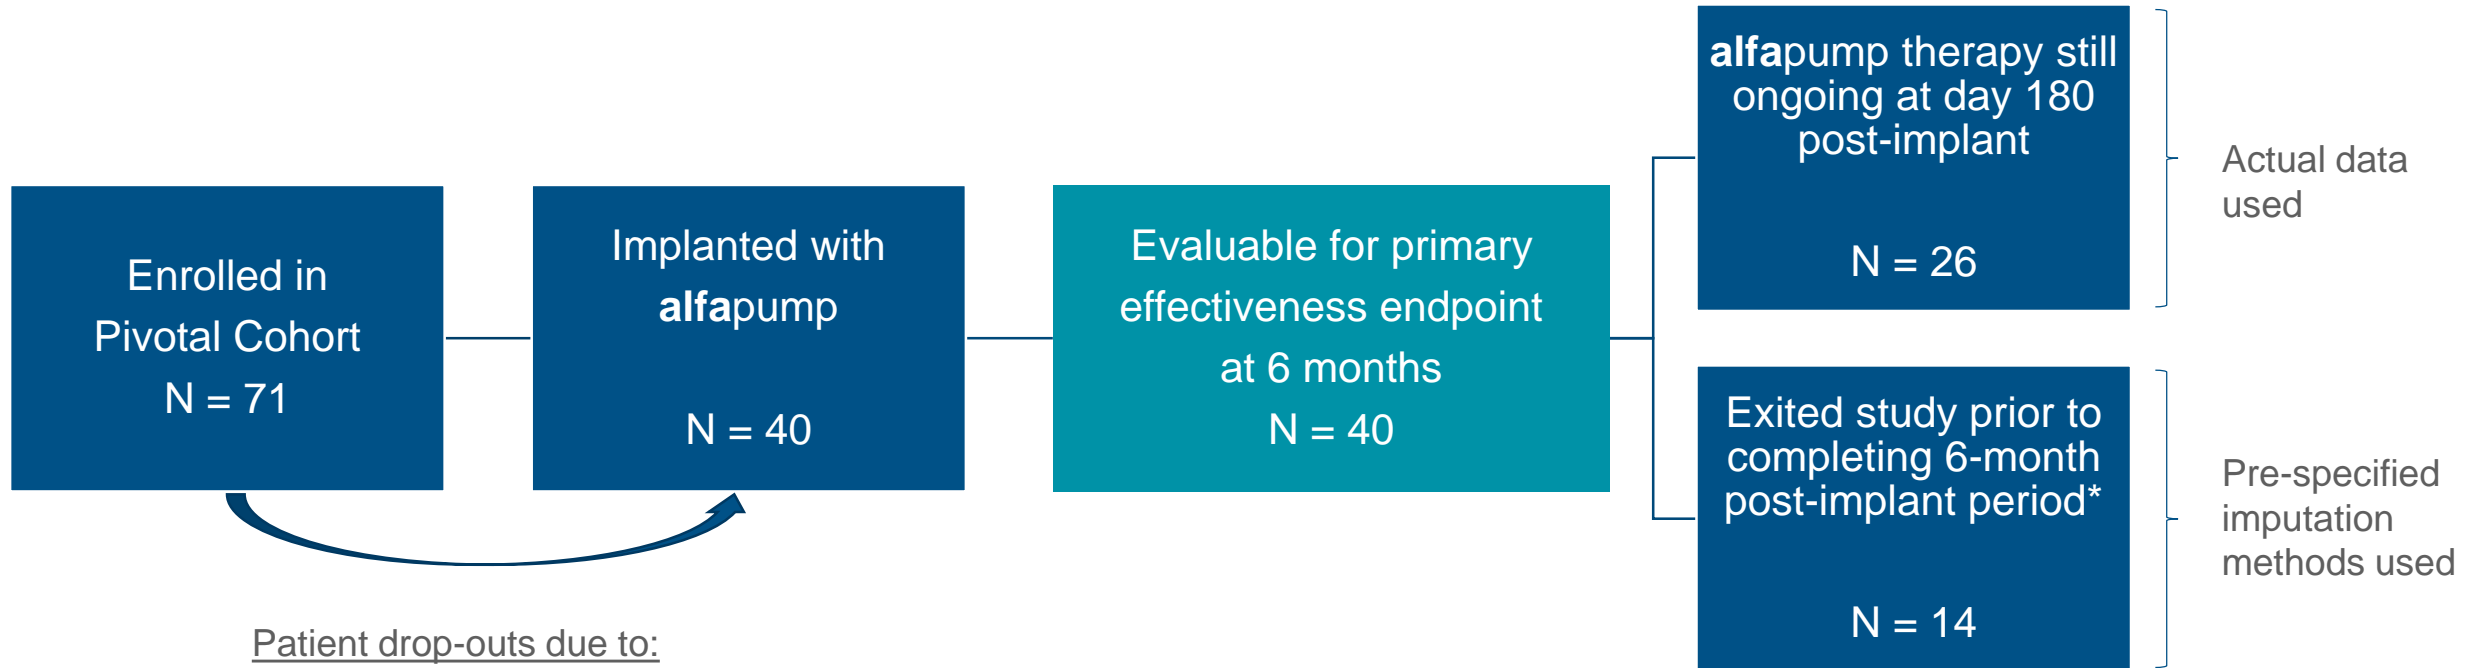 Enrolled in
Pivotal Cohort
N = 71
Implanted with
alfapump
N = 40
Evaluable for primary
effectiveness endpoint
at 6 months
N = 40
alfapump therapy still
ongoing at day 180
post-implant
N = 26
Actual data
used
Exited study prior to
completing 6-month
post-implant period*
N = 14
Pre-specified
imputation
methods used
Patient drop-outs due to: